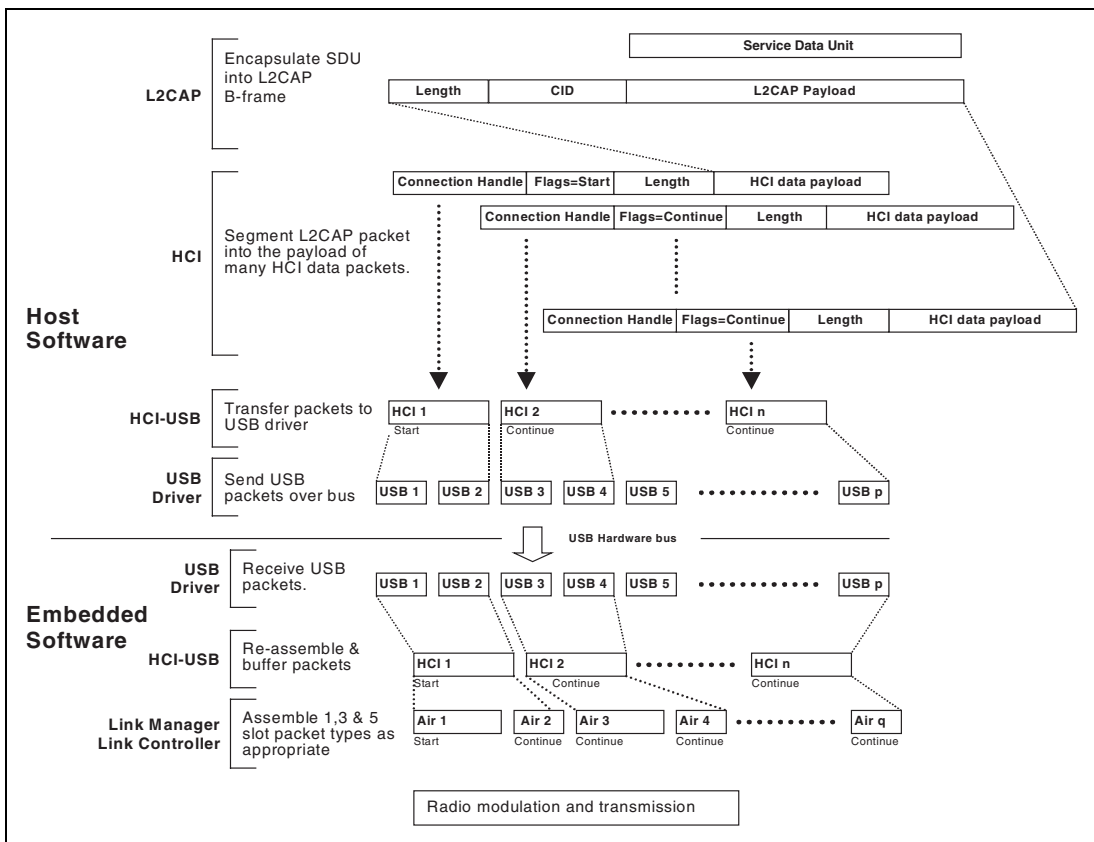 Service Data Unit
L2CAP
Encapsulate SDU
into L2CAP
B-frame
Length CID L2CAP Payload
Connection Handle Flags=Start Length HCI data payload
Connection Handle Flags=Continue Length HCI data payload
HCI
Segment L2CAP packet
into the payload of
many HCI data packets.
Connection Handle Flags=Continue Length HCI data payload
Host
Software
HCI-USB
Transfer packets to
USB driver
HCI 1 HCI 2 HCI n
Start Continue Continue
USB
Driver
Send USB
packets over bus
USB 1 USB 2 USB 3 USB 4 USB 5 USB p
USB Hardware bus
USB
Driver
Receive USB
packets.
USB 1 USB 2 USB 3 USB 4 USB 5 USB p
Embedded
Software
HCI-USB
Re-assemble &
buffer packets
HCI 1 HCI 2 HCI n
Start Continue Continue
Link Manager
Link Controller
Assemble 1,3 & 5
slot packet types as
appropriate
Air 1 Air 2 Air 3 Air 4 Air q
Start Continue Continue Continue Continue
Radio modulation and transmission